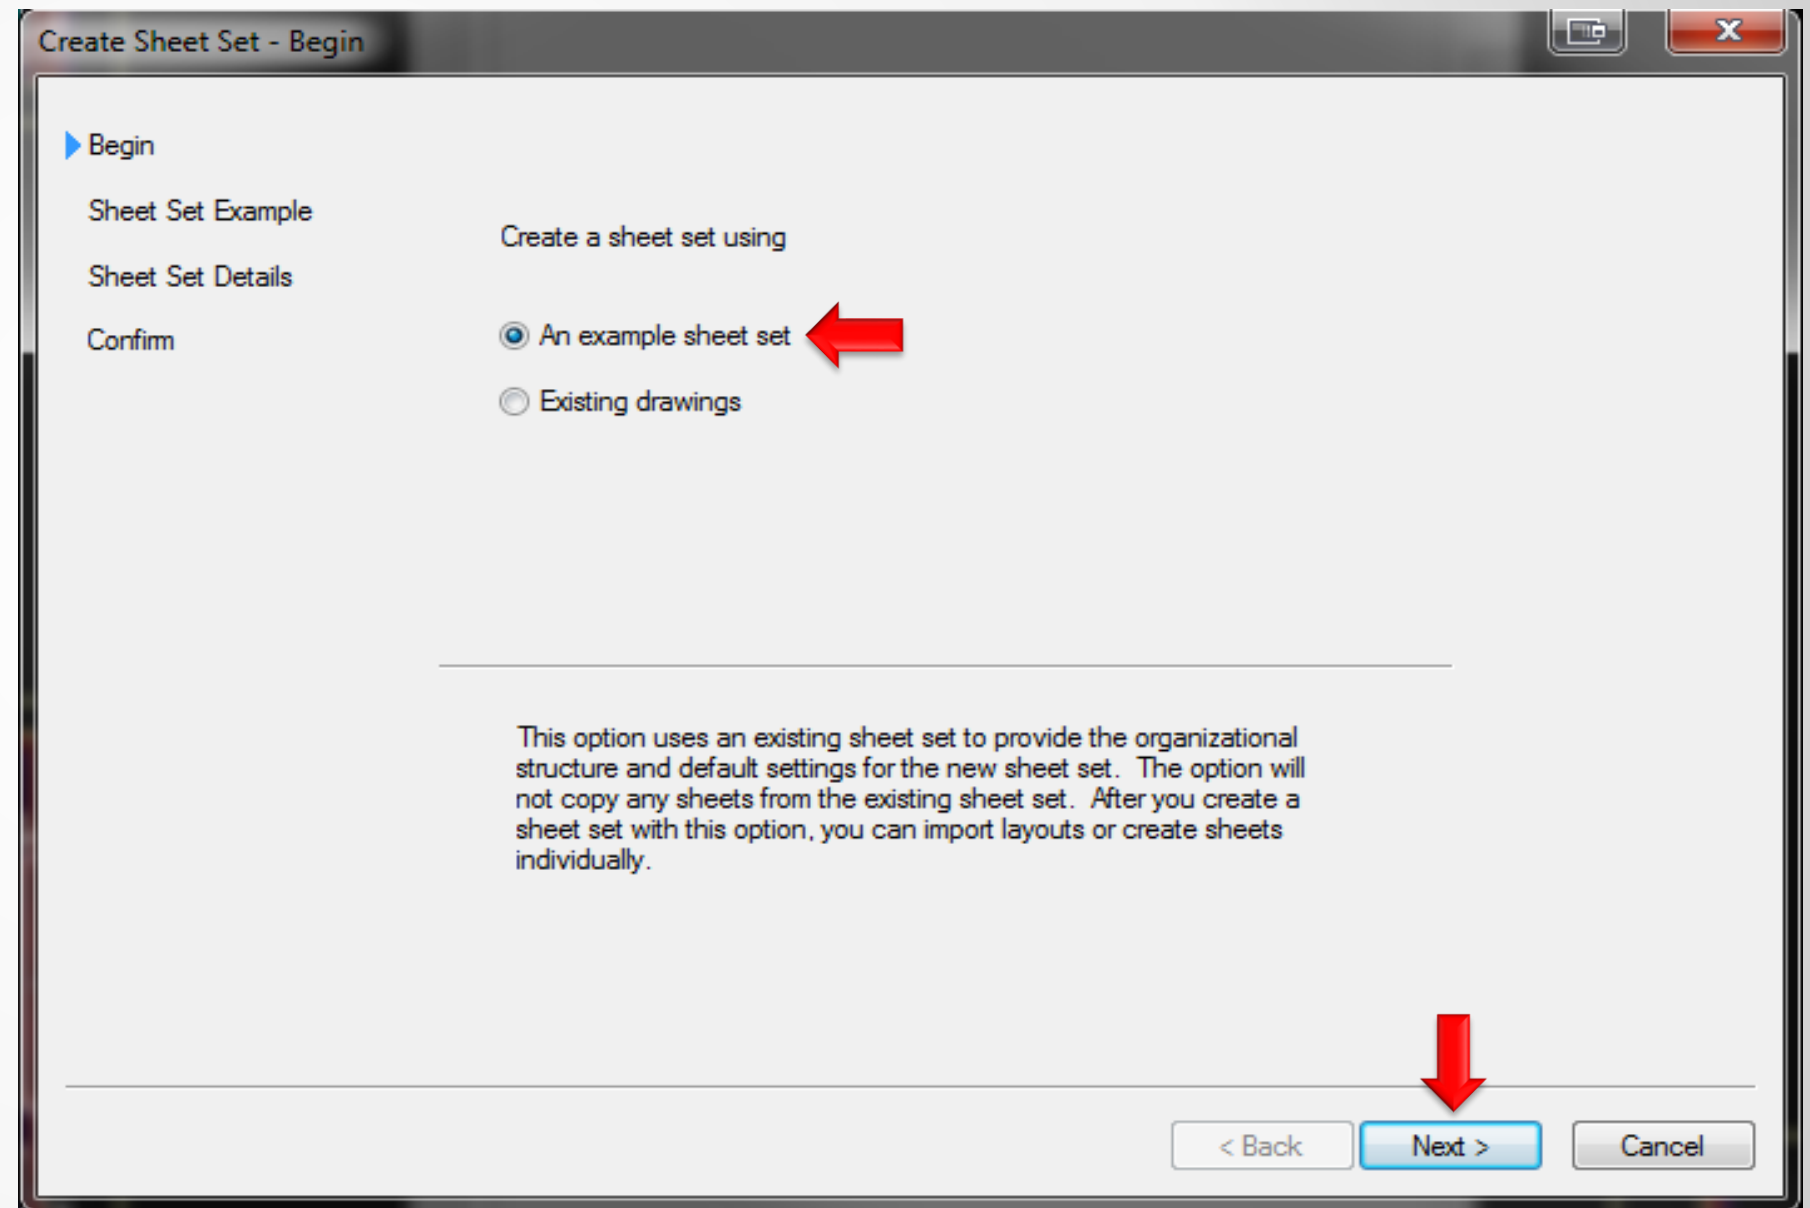 Create Sheet Set - Begin
Begin
Sheet Set Example
Sheet Set Details
Confirm
Create a sheet set using
An example sheet set
Existing drawings
This option uses an existing sheet set to provide the organizational
structure and default settings for the new sheet set.  The option will
not copy any sheets from the existing sheet set.  After you create a
sheet set with this option, you can import layouts or create sheets
individually.
< Back
Next >
Cancel